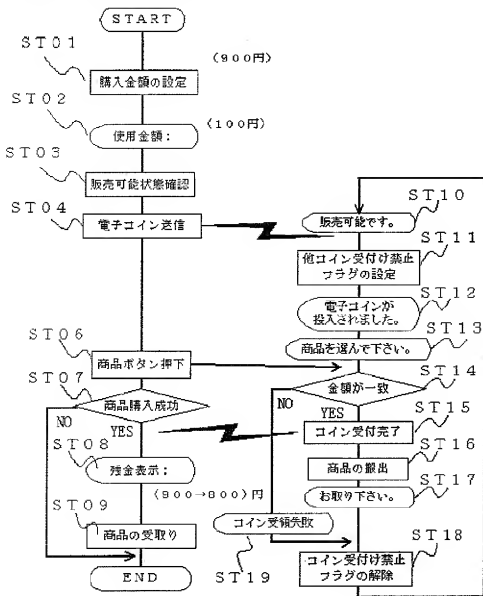 START
ST01
(900円)
購入金額の設定
ST02
(100円)
使用金額:
ST03
販売可能状態確認
ST04
電子コイン送信
ST10
販売可能です。
ST11
他コイン受付け禁止
フラグの設定
ST12
電子コインが
投入されました。
ST13
商品を選んで下さい。
ST06
商品ボタン押下
ST14
金額が一致
ST07
商品購入成功
NO
YES
NO
YES
ST15
コイン受付完了
ST08
残金表示:
(900→800)円
ST16
商品の搬出
ST17
お取り下さい。
ST09
商品の受取り
コイン受領失敗
ST19
ST18
コイン受付け禁止
フラグの解除
END